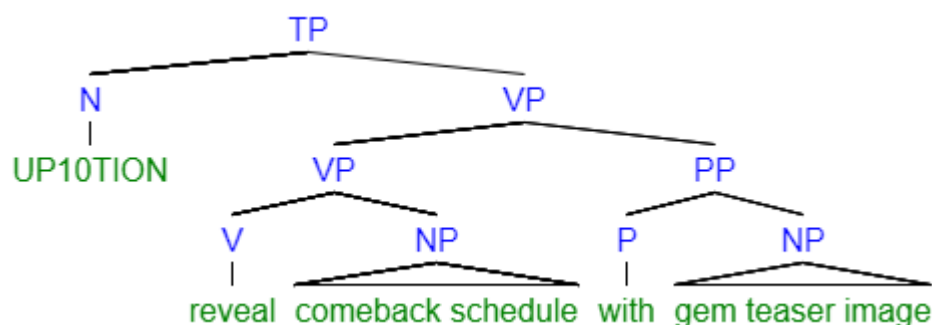 TP
N VP
UP10TION VP PP
V NP P NP
reveal comeback schedule with gem teaser image